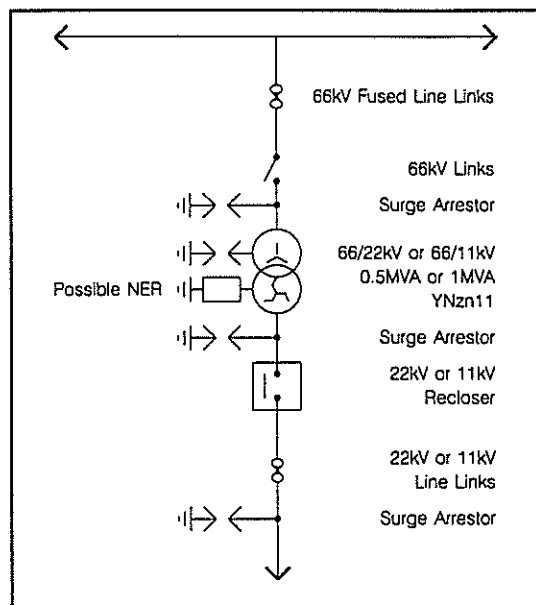 66kV Fused Line Links
66kV Links
Surge Arrestor
66/22kV or 66/11kV
0.5MVA or 1MVA
YNzn11
Possible NER
Surge Arrestor
22kV or 11kV
Recloser
22kV or 11kV
Line Links
Surge Arrestor